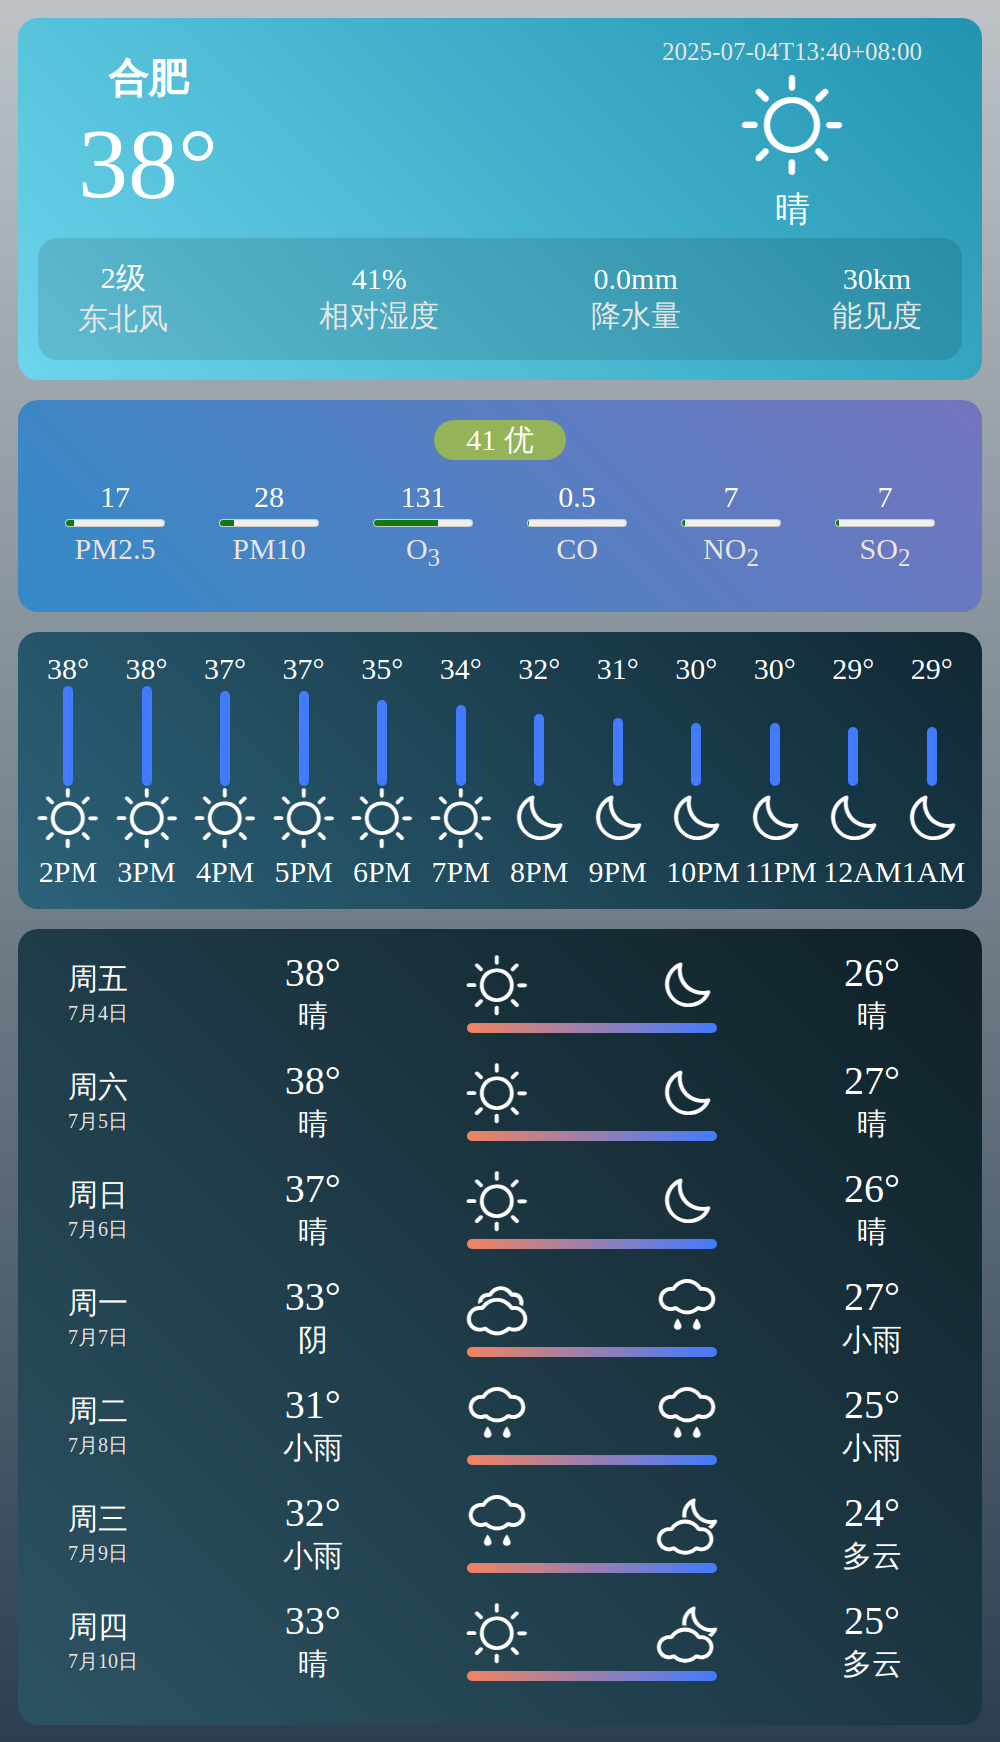 合肥
2025-07-04T13:40+08:00
38°
晴
2级 41% 0.0mm 30km
东北风 相对湿度 降水量 能见度
41 优
17 28 131 0.5 7 7
PM2.5 PM10 O3 CO NO2 SO2
38° 38° 37° 37° 35° 34° 32° 31° 30° 30° 29° 29°
2PM 3PM 4PM 5PM 6PM 7PM 8PM 9PM 10PM 11PM 12AM 1AM
周五 38° 26°
7月4日 晴 晴
周六 38° 27°
7月5日 晴 晴
周日 37° 26°
7月6日 晴 晴
周一 33° 27°
7月7日 阴 小雨
周二 31° 25°
7月8日 小雨 小雨
周三 32° 24°
7月9日 小雨 多云
周四 33° 25°
7月10日 晴 多云